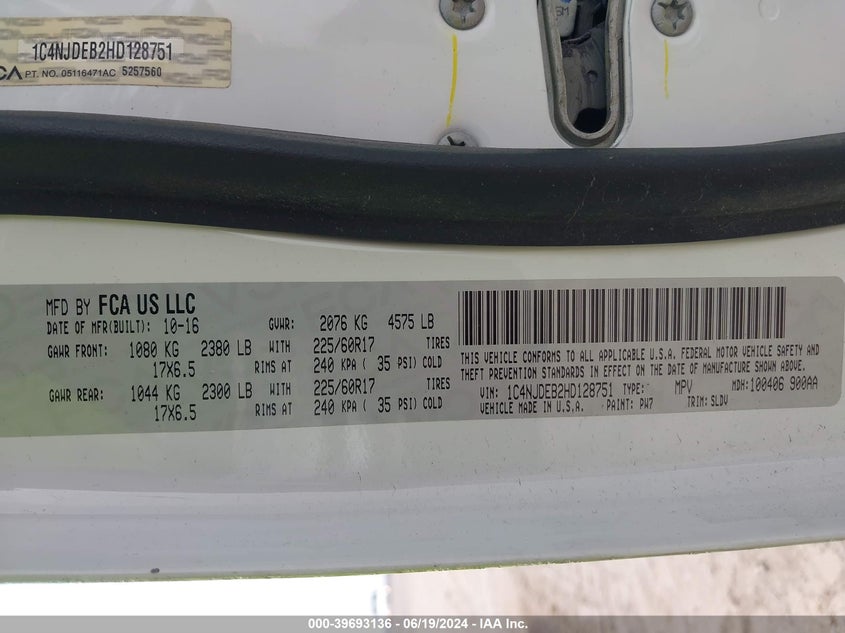 1C4NJDEB2HD128751
CA PT. NO. 05116471AC 5257560
MFD BY FCA US LLC
DATE OF MFR(BUILT): 10-16 GVWR: 2076 KG 4575 LB
GAWR FRONT: 1080 KG 2380 LB WITH 225/60R17 TIRES
17X6.5 RIMS AT 240 KPA ( 35 PSI) COLD
GAWR REAR: 1044 KG 2300 LB WITH 225/60R17 TIRES
17X6.5 RIMS AT 240 KPA ( 35 PSI) COLD
THIS VEHICLE CONFORMS TO ALL APPLICABLE U.S.A. FEDERAL MOTOR VEHICLE SAFETY AND
THEFT PREVENTION STANDARDS IN EFFECT ON THE DATE OF MANUFACTURE SHOWN ABOVE.
VIN: 1C4NJDEB2HD128751 TYPE: MPV MDH: 100406 900AA
VEHICLE MADE IN U.S.A. PAINT: PW7 TRIM: SLDV
000-39693136 - 06/19/2024 - IAA Inc.